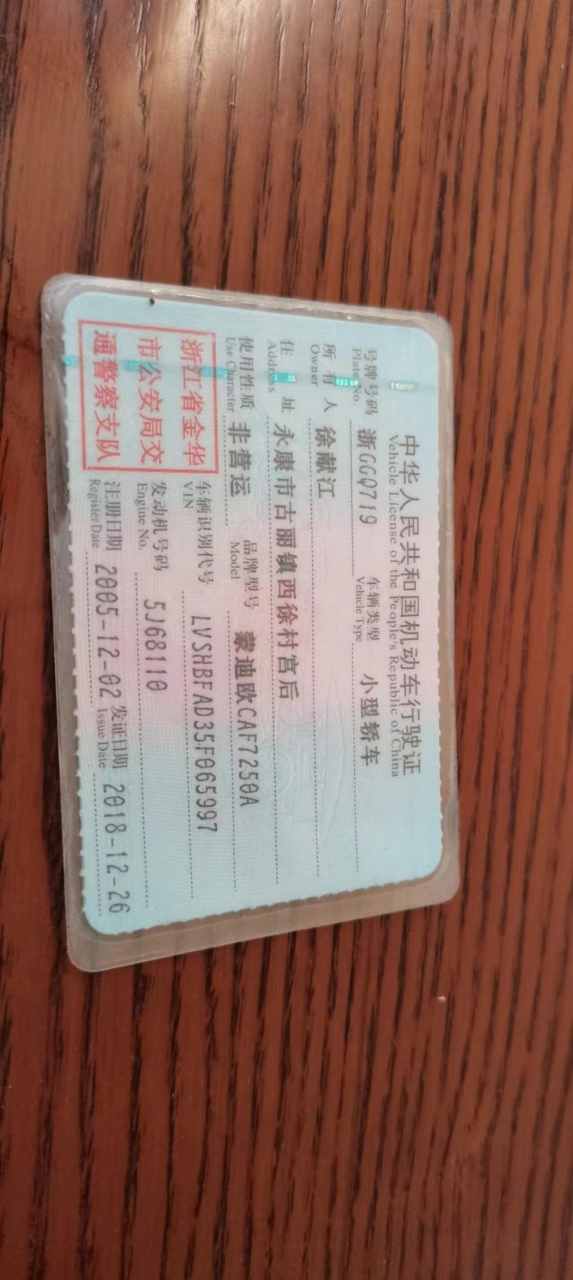 中华人民共和国机动车行驶证
Vehicle License of the People's Republic of China
号牌号码 浙GGQ719 车辆类型 小型轿车
Plate No. Vehicle Type
所有人 徐献江
Owner
住址 永康市古丽镇西徐村宫后
Address
使用性质 非营运 品牌型号 蒙迪欧CAF7250A
Use Character Model
浙江省金华
市公安局交
通警察支队
车辆识别代号 LVSHBFAD35F065997
VIN
发动机号码 5J68110
Engine No.
注册日期 2005-12-02 发证日期 2018-12-26
Register Date Issue Date